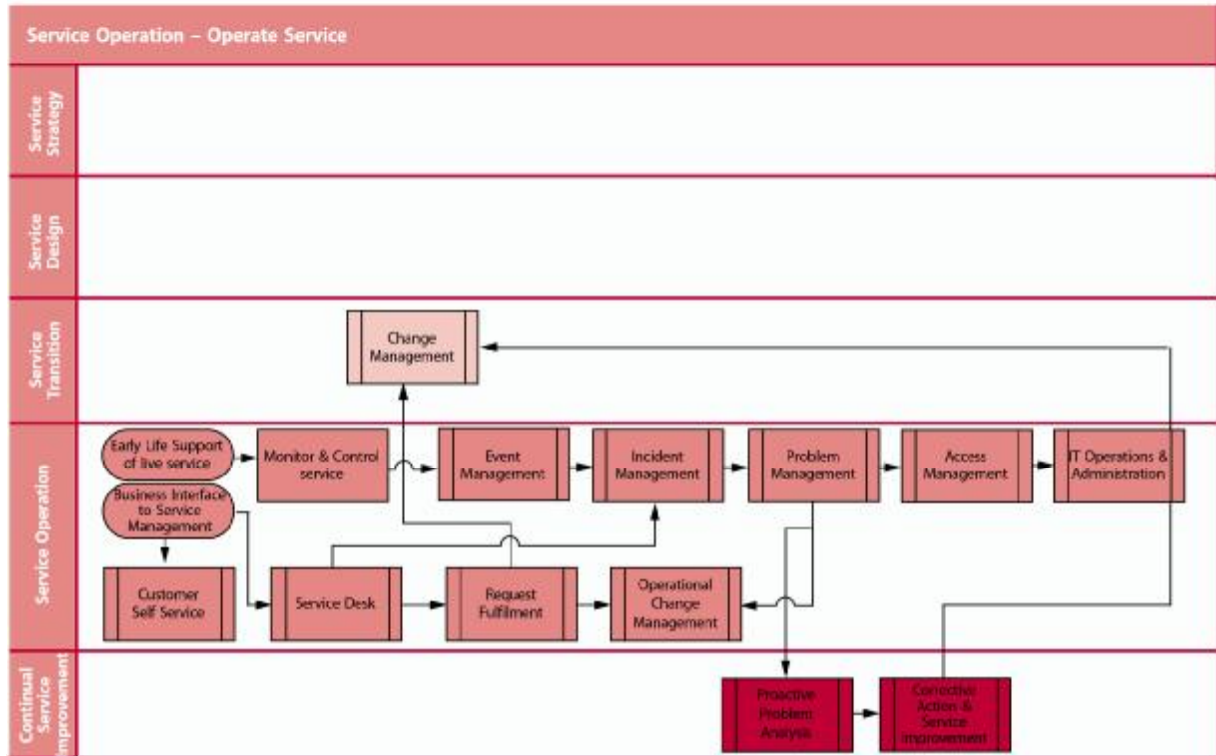 Service Operation – Operate Service
Service
Strategy
Service
Design
Service
Transition
Change
Management
Service Operation
Early Life Support
of live service
Monitor & Control
service
Event
Management
Incident
Management
Problem
Management
Access
Management
IT Operations &
Administration
Business Interface
to Service
Management
Customer
Self Service
Service Desk
Request
Fulfilment
Operational
Change
Management
Continual
Service
Improvement
Proactive
Problem
Analysis
Corrective
Action &
Service
Improvement